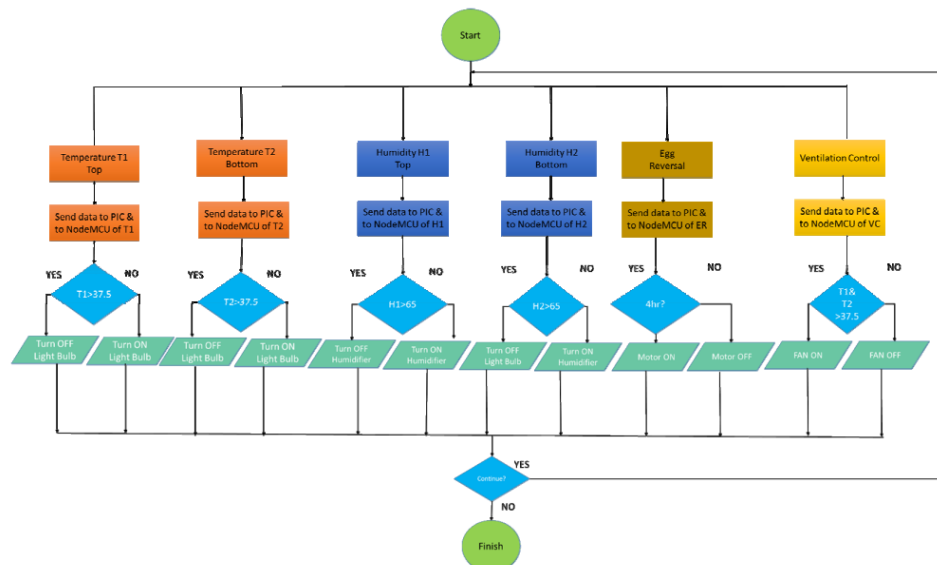 Start
Temperature T1
Top
Temperature T2
Bottom
Humidity H1
Top
Humidity H2
Bottom
Egg
Reversal
Ventilation Control
Send data to PIC &
to NodeMCU of T1
Send data to PIC &
to NodeMCU of T2
Send data to PIC &
to NodeMCU of H1
Send data to PIC &
to NodeMCU of H2
Send data to PIC &
to NodeMCU of ER
Send data to PIC &
to NodeMCU of VC
YES
NO
YES
NO
YES
NO
YES
NO
YES
NO
YES
NO
T1>37.5
T2>37.5
H1>65
H2>65
4hr?
T1&
T2
>37.5
Turn OFF
Light Bulb
Turn ON
Light Bulb
Turn OFF
Light Bulb
Turn ON
Light Bulb
Turn OFF
Humidifier
Turn ON
Humidifier
Turn OFF
Light Bulb
Turn ON
Humidifier
Motor ON
Motor OFF
FAN ON
FAN OFF
Continue?
YES
NO
Finish